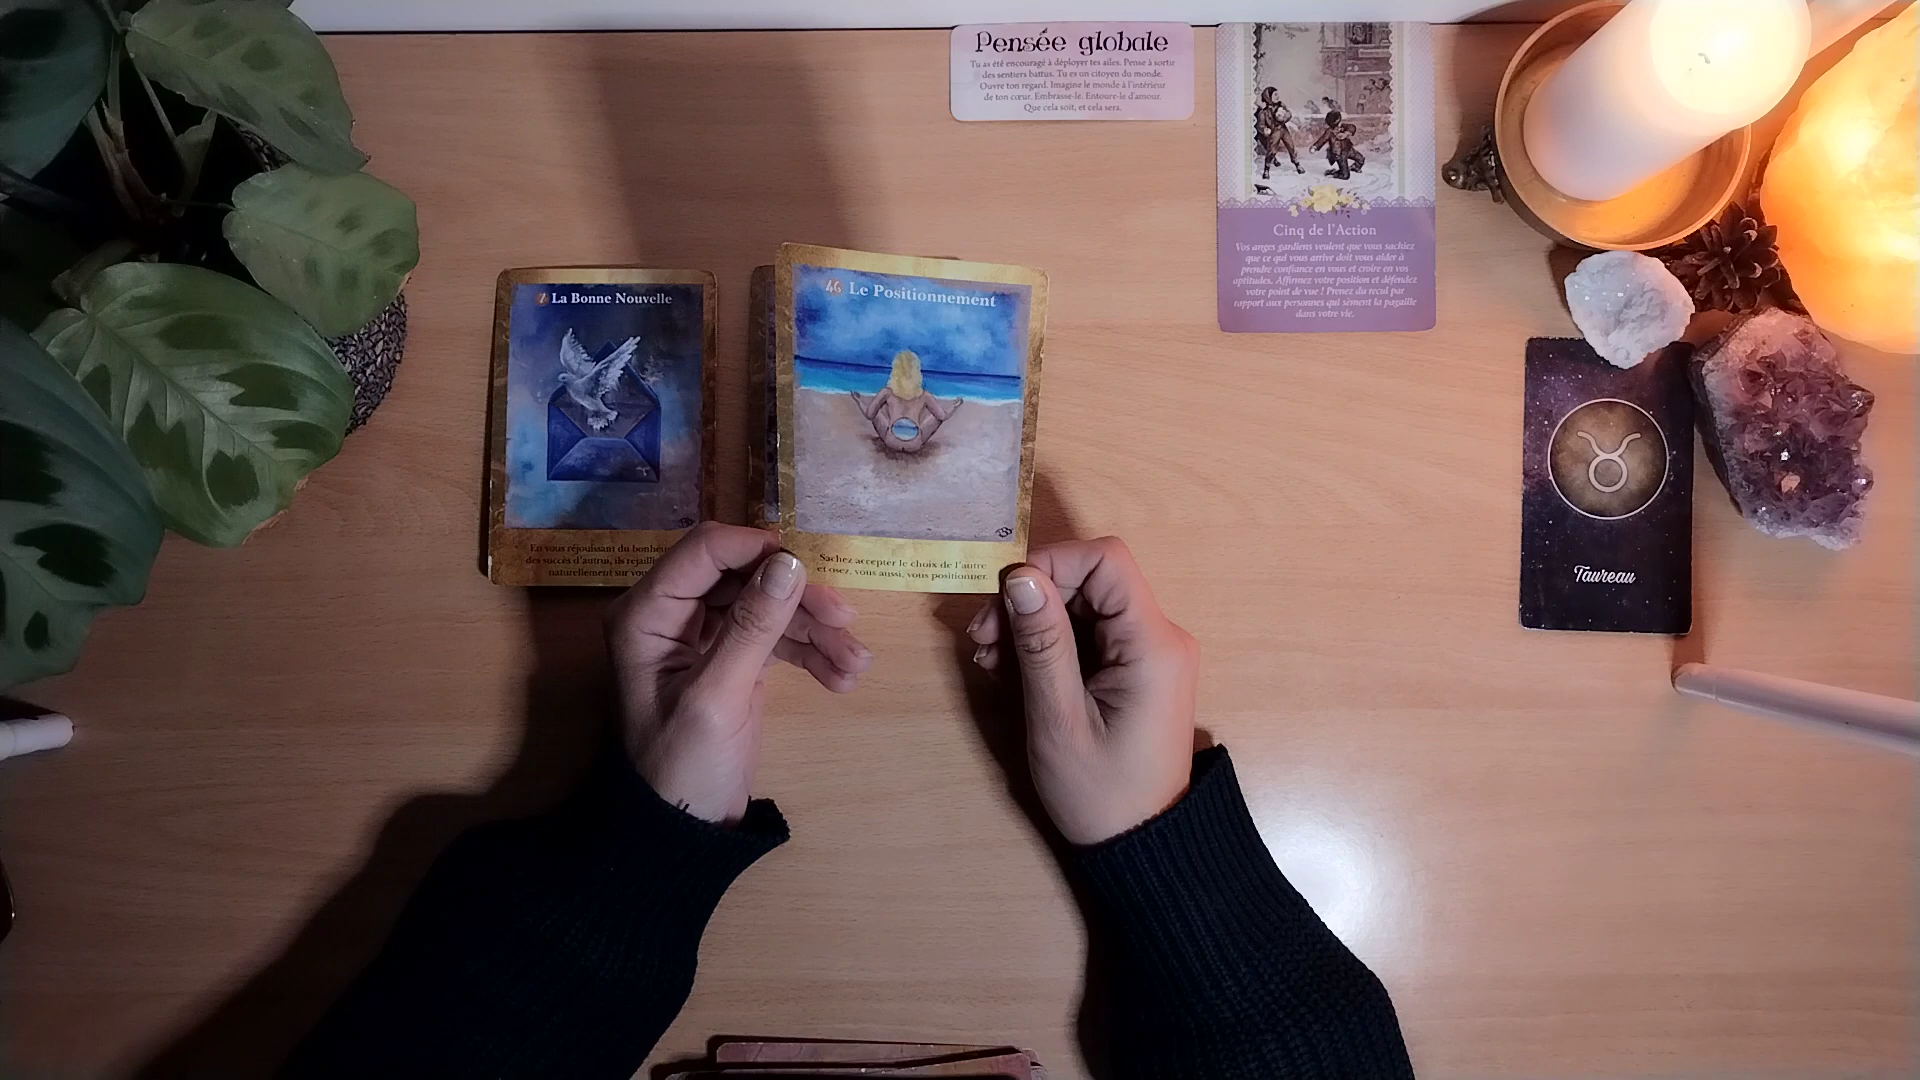 Pensée globale
Tu as été encouragé à déployer tes ailes. Pense à sortir
des sentiers battus. Tu es un citoyen du monde.
Ouvre ton regard. Imagine le monde à l'intérieur
de ton cœur. Embrasse-le. Entoure-le d'amour.
Que cela soit, et cela sera.
Cinq de l'Action
Vos anges gardiens veulent que vous sachiez
que ce qui vous arrive doit vous aider à
prendre confiance en vous et croire en vos
aptitudes. Affirmez votre position et défendez
votre point de vue ! Prenez du recul par
rapport aux personnes qui sèment la pagaille
dans votre vie.
7 La Bonne Nouvelle
En vous réjouissant du bonheur
des succès d'autrui, ils rejailli
naturellement sur vou
46 Le Positionnement
Sachez accepter le choix de l'autre
et osez, vous aussi, vous positionner.
Taureau